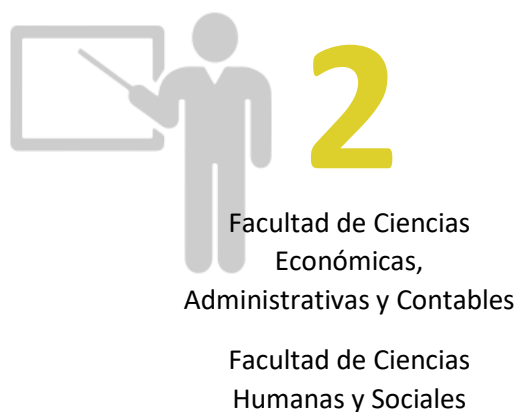 2
Facultad de Ciencias
Económicas,
Administrativas y Contables
Facultad de Ciencias
Humanas y Sociales